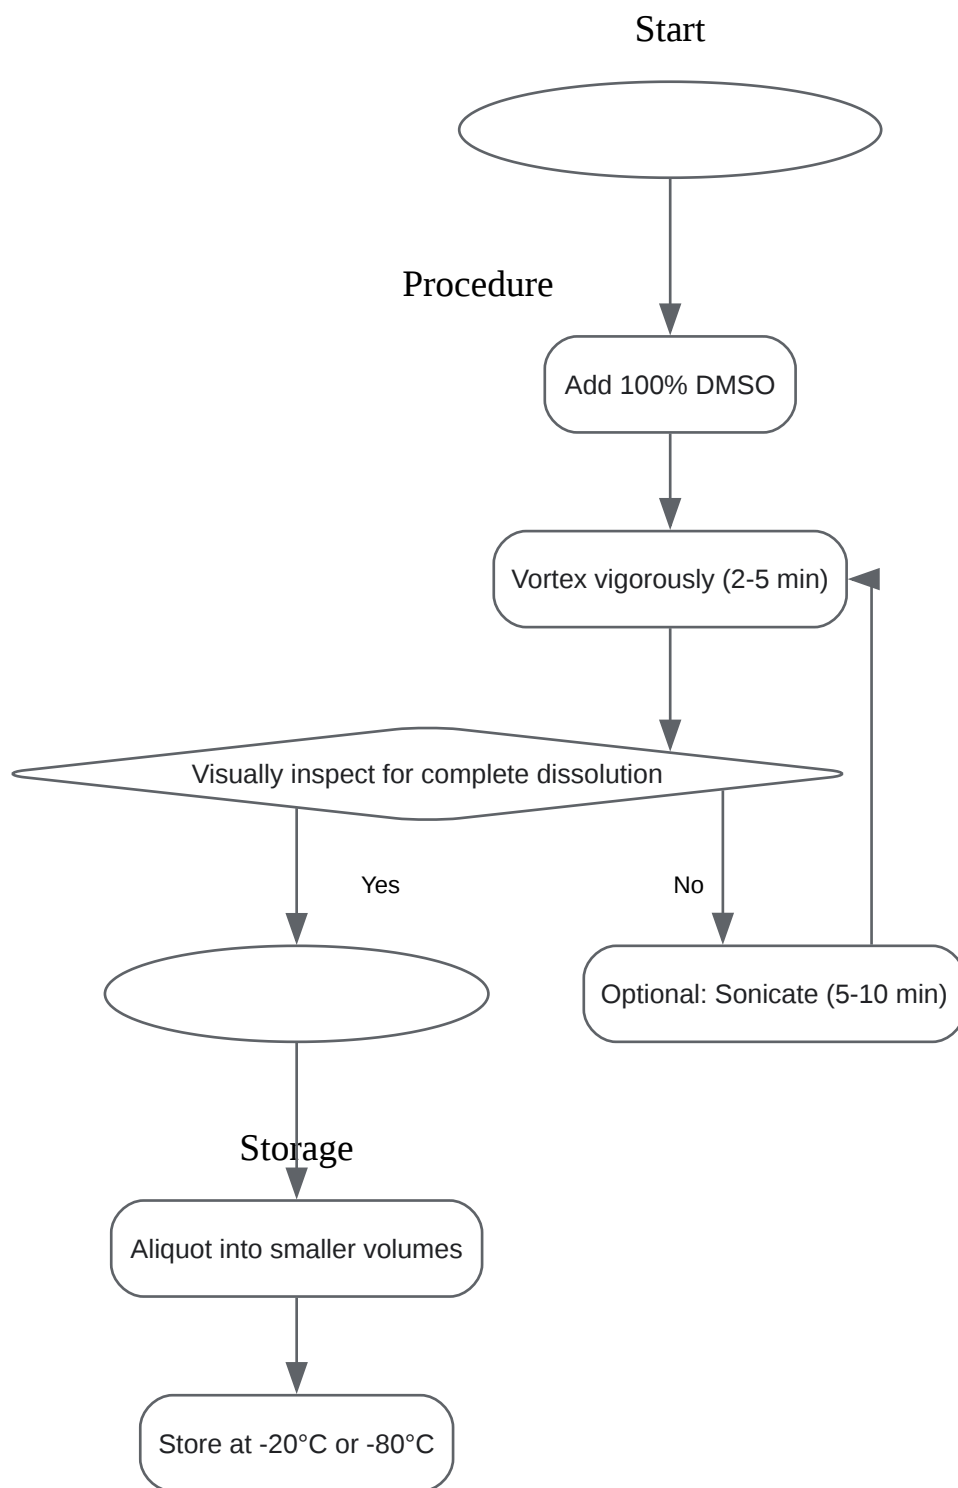 Start
Procedure
Add 100% DMSO
Vortex vigorously (2-5 min)
Visually inspect for complete dissolution
Yes
No
Optional: Sonicate (5-10 min)
Storage
Aliquot into smaller volumes
Store at -20°C or -80°C